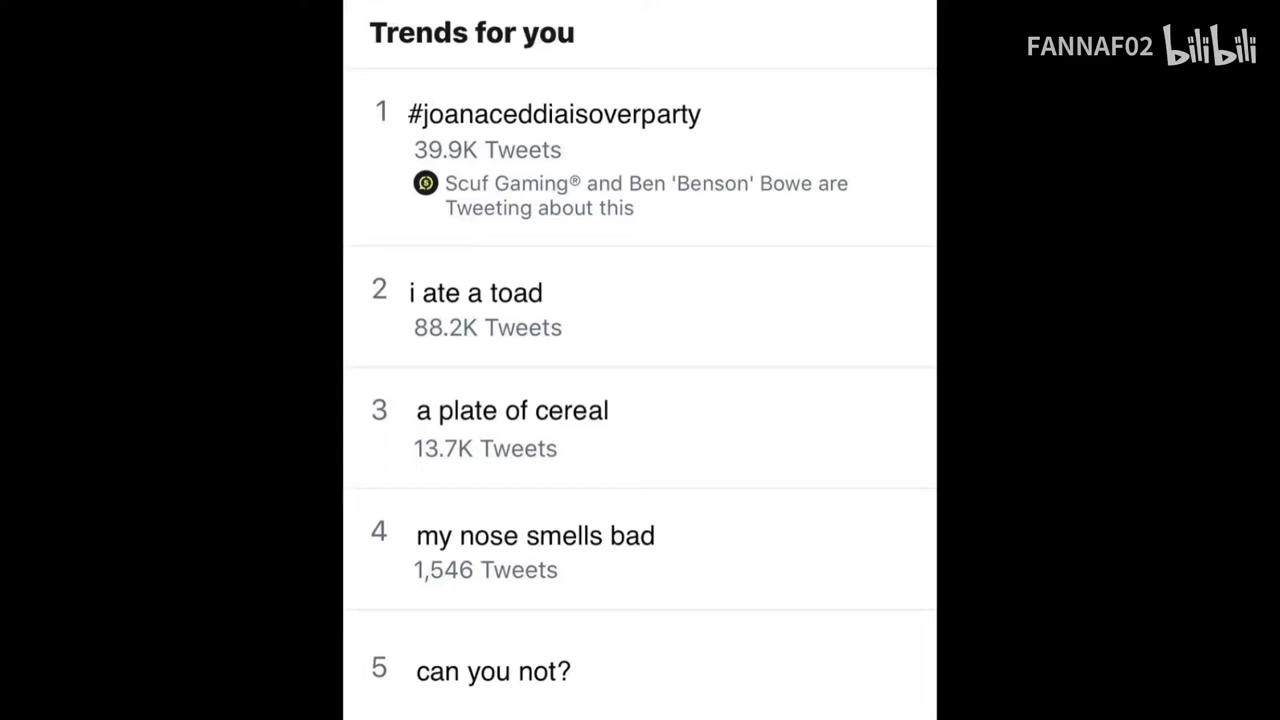 Trends for you
FANNAF02 bilibili
1 #joanaceddiaisoverparty
39.9K Tweets
Scuf Gaming® and Ben 'Benson' Bowe are
Tweeting about this
2 i ate a toad
88.2K Tweets
3 a plate of cereal
13.7K Tweets
4 my nose smells bad
1,546 Tweets
5 can you not?